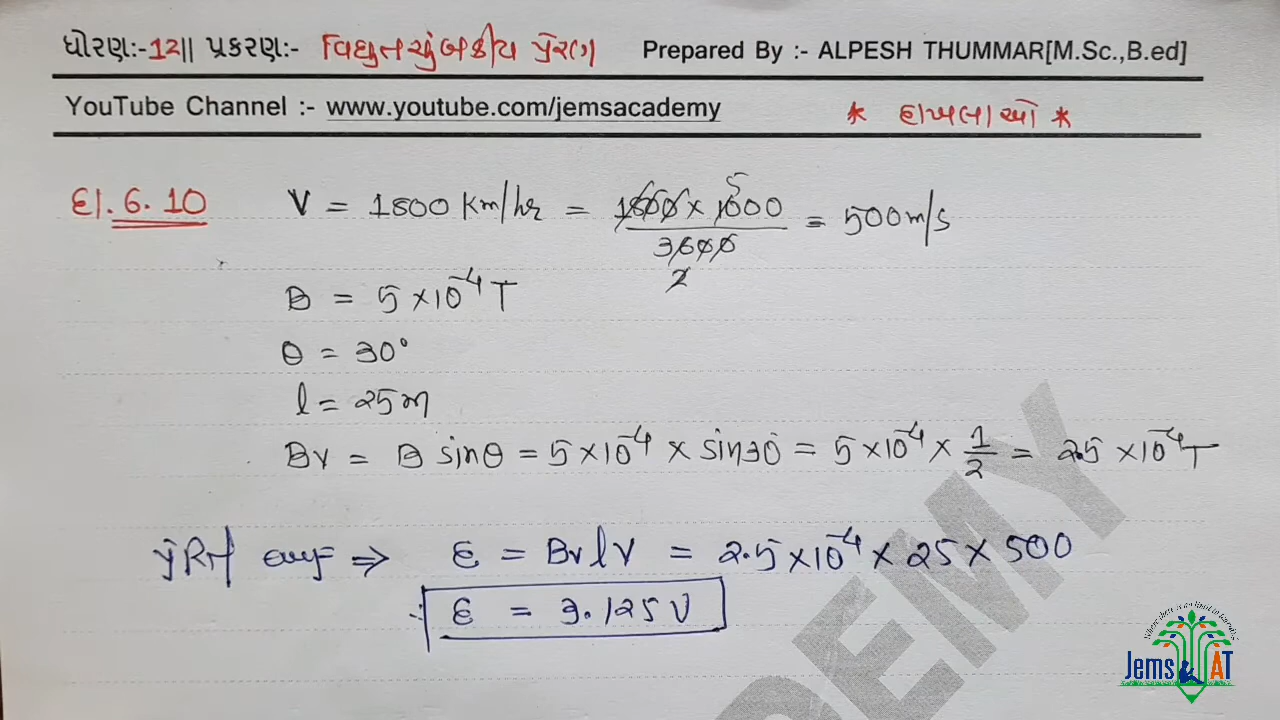 ધોરણ:-12|| પ્રકરણ:- વિદ્યુતચુંબકીય પ્રેરણ Prepared By :- ALPESH THUMMAR[M.Sc.,B.ed]
YouTube Channel :- www.youtube.com/jemsacademy * દાખલાઓ *
દા. 6.10 V = 1800 km/hr = 1800 × 1000 / 3600 = 500 m/s
B = 5 × 10⁻⁴ T
θ = 30°
l = 25 m
Bv = B sinθ = 5 × 10⁻⁴ × sin30 = 5 × 10⁻⁴ × 1/2 = 2.5 × 10⁻⁴ T
પ્રેરિત ⇒ ε = Bv l v = 2.5 × 10⁻⁴ × 25 × 500
ε = 3.125 V
Jems AT